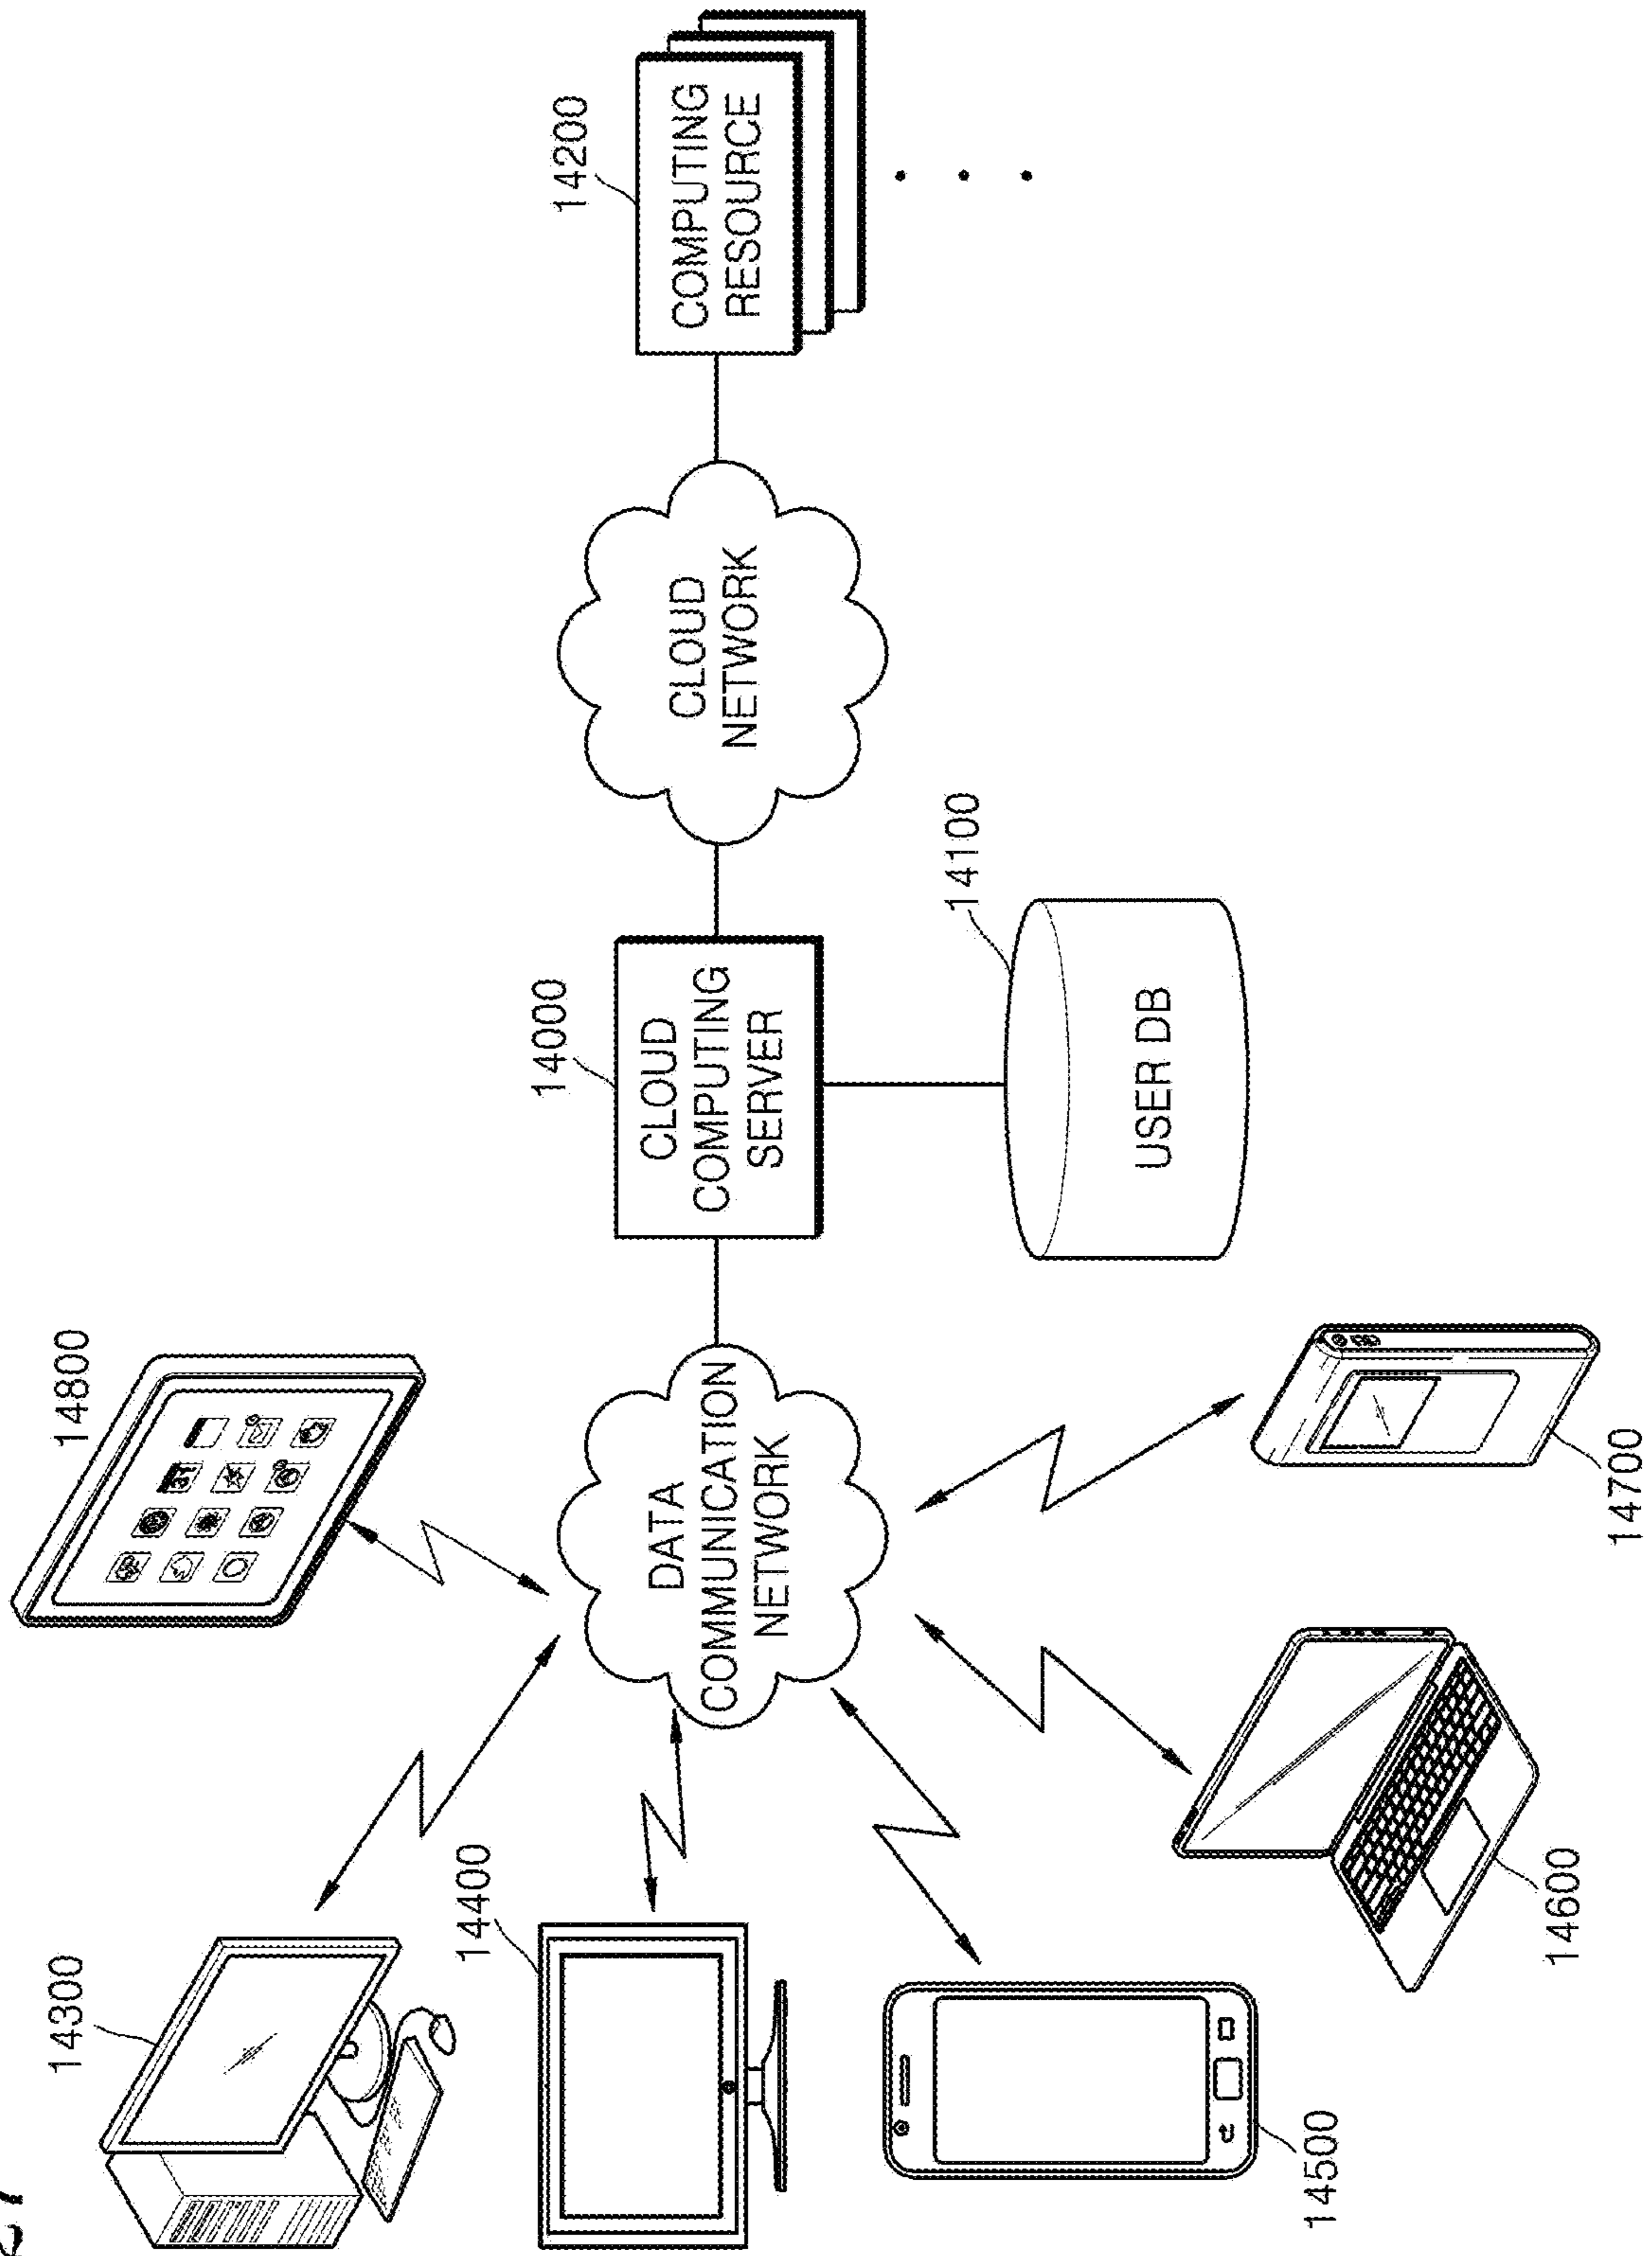 14800
14300
14400
14500
14600
14700
DATA
COMMUNICATION
NETWORK
14000
CLOUD
COMPUTING
SERVER
14100
USER DB
CLOUD
NETWORK
14200
COMPUTING
RESOURCE